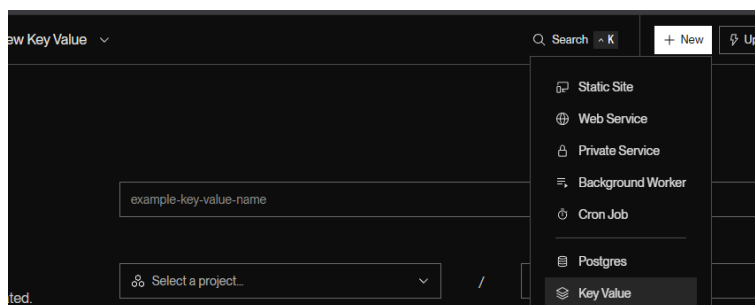 ew Key Value
Search ^ K
+ New
Up
Static Site
Web Service
Private Service
Background Worker
example-key-value-name
Cron Job
Postgres
Select a project...
/
Key Value
ted.